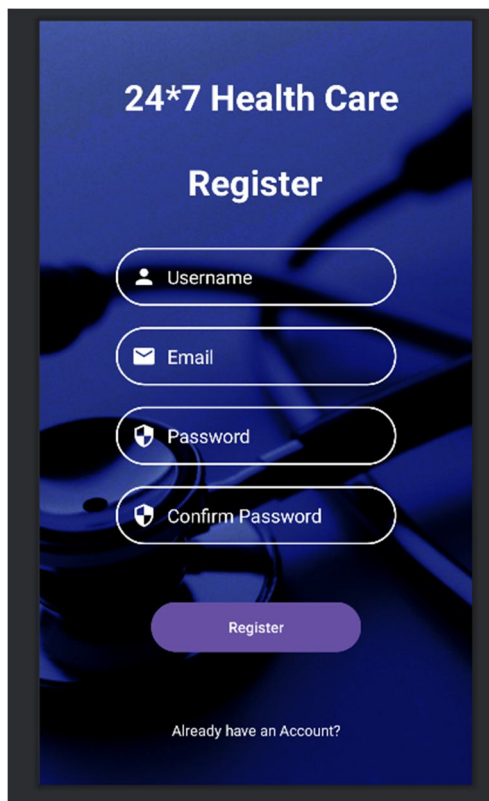 24*7 Health Care
Register
Username
Email
Password
Confirm Password
Register
Already have an Account?